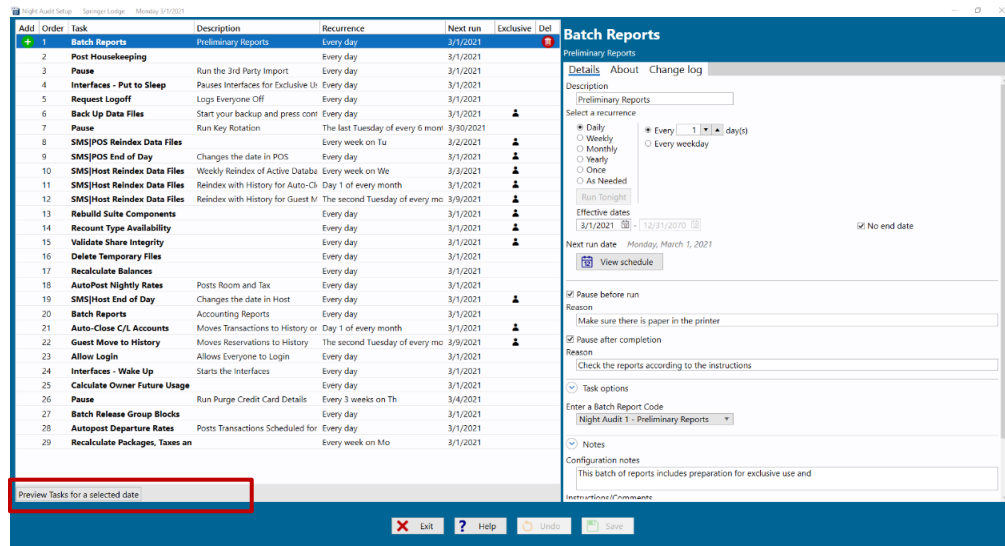 Night Audit Setup Springer Lodge Monday 3/1/2021
Add Order Task Description Recurrence Next run Exclusive Del
1 Batch Reports Preliminary Reports Every day 3/1/2021
2 Post Housekeeping Every day 3/1/2021
3 Pause Run the 3rd Party Import Every day 3/1/2021
4 Interfaces - Put to Sleep Pauses Interfaces for Exclusive U Every day 3/1/2021
5 Request Logoff Logs Everyone Off Every day 3/1/2021
6 Back Up Data Files Start your backup and press cont Every day 3/1/2021
7 Pause Run Key Rotation The last Tuesday of every 6 mont 3/30/2021
8 SMS|POS Reindex Data Files Every week on Tu 3/2/2021
9 SMS|POS End of Day Changes the date in POS Every day 3/1/2021
10 SMS|Host Reindex Data Files Weekly Reindex of Active Databa Every week on We 3/3/2021
11 SMS|Host Reindex Data Files Reindex with History for Auto-Cl Day 1 of every month 3/1/2021
12 SMS|Host Reindex Data Files Reindex with History for Guest M The second Tuesday of every mo 3/9/2021
13 Rebuild Suite Components Every day 3/1/2021
14 Recount Type Availability Every day 3/1/2021
15 Validate Share Integrity Every day 3/1/2021
16 Delete Temporary Files Every day 3/1/2021
17 Recalculate Balances Every day 3/1/2021
18 AutoPost Nightly Rates Posts Room and Tax Every day 3/1/2021
19 SMS|Host End of Day Changes the date in Host Every day 3/1/2021
20 Batch Reports Accounting Reports Every day 3/1/2021
21 Auto-Close C/L Accounts Moves Transactions to History or Day 1 of every month 3/1/2021
22 Guest Move to History Moves Reservations to History The second Tuesday of every mo 3/9/2021
23 Allow Login Allows Everyone to Login Every day 3/1/2021
24 Interfaces - Wake Up Starts the Interfaces Every day 3/1/2021
25 Calculate Owner Future Usage Every day 3/1/2021
26 Pause Run Purge Credit Card Details Every 3 weeks on Th 3/4/2021
27 Batch Release Group Blocks Every day 3/1/2021
28 Autopost Departure Rates Posts Transactions Scheduled for Every day 3/1/2021
29 Recalculate Packages, Taxes an Every week on Mo 3/1/2021
Preview Tasks for a selected date
Batch Reports
Preliminary Reports
Details About Change log
Description
Preliminary Reports
Select a recurrence
Daily
Weekly
Monthly
Yearly
Once
As Needed
Every 1 day(s)
Every weekday
Run Tonight
Effective dates
3/1/2021 - 12/31/2070 No end date
Next run date Monday, March 1, 2021
View schedule
Pause before run
Reason
Make sure there is paper in the printer
Pause after completion
Reason
Check the reports according to the instructions
Task options
Enter a Batch Report Code
Night Audit 1 - Preliminary Reports
Notes
Configuration notes
This batch of reports includes preparation for exclusive use and
Instructions/Comments
Exit Help Undo Save